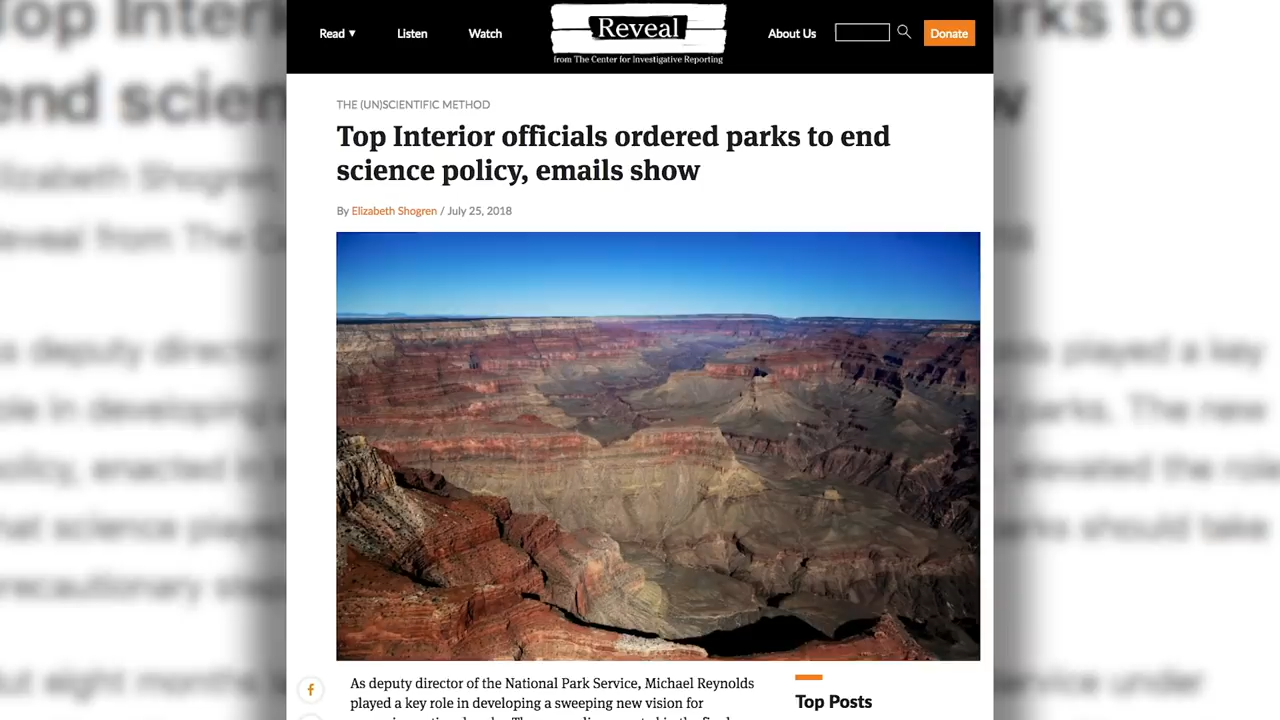 Read ▼ Listen Watch Reveal About Us Donate
from The Center for Investigative Reporting
THE (UN)SCIENTIFIC METHOD
Top Interior officials ordered parks to end
science policy, emails show
By Elizabeth Shogren / July 25, 2018
f
As deputy director of the National Park Service, Michael Reynolds
played a key role in developing a sweeping new vision for
Top Posts